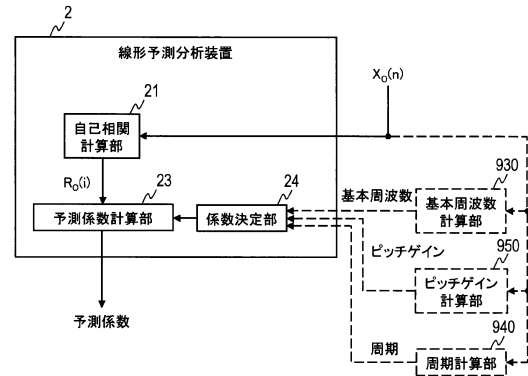 2
線形予測分析装置
X₀(n)
21
自己相関
計算部
R₀(i)
23
24
930
予測係数計算部
係数決定部
基本周波数
基本周波数
計算部
ピッチゲイン
950
ピッチゲイン
計算部
予測係数
周期
940
周期計算部